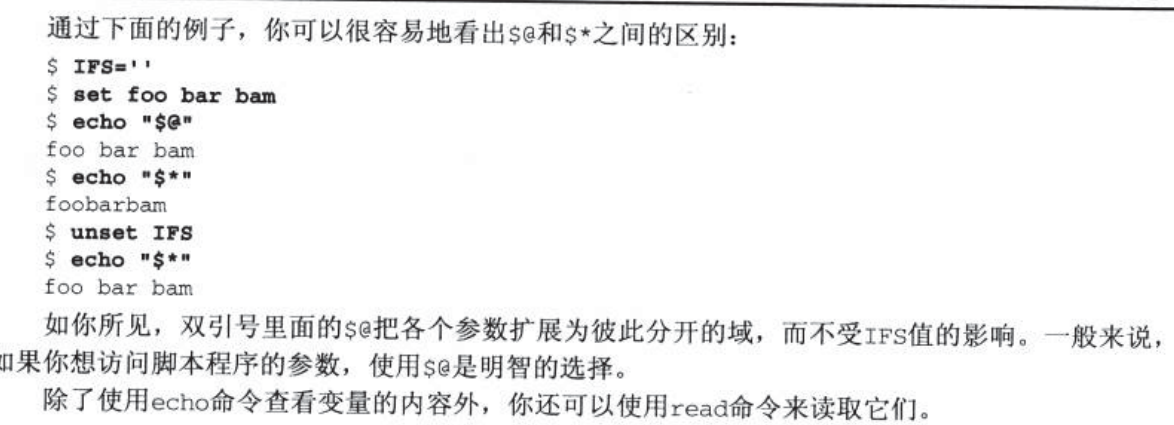 通过下面的例子，你可以很容易地看出$@和$*之间的区别：
$ IFS=''
$ set foo bar bam
$ echo "$@"
foo bar bam
$ echo "$*"
foobarbam
$ unset IFS
$ echo "$*"
foo bar bam
如你所见，双引号里面的$@把各个参数扩展为彼此分开的域，而不受IFS值的影响。一般来说，
如果你想访问脚本程序的参数，使用$@是明智的选择。
除了使用echo命令查看变量的内容外，你还可以使用read命令来读取它们。